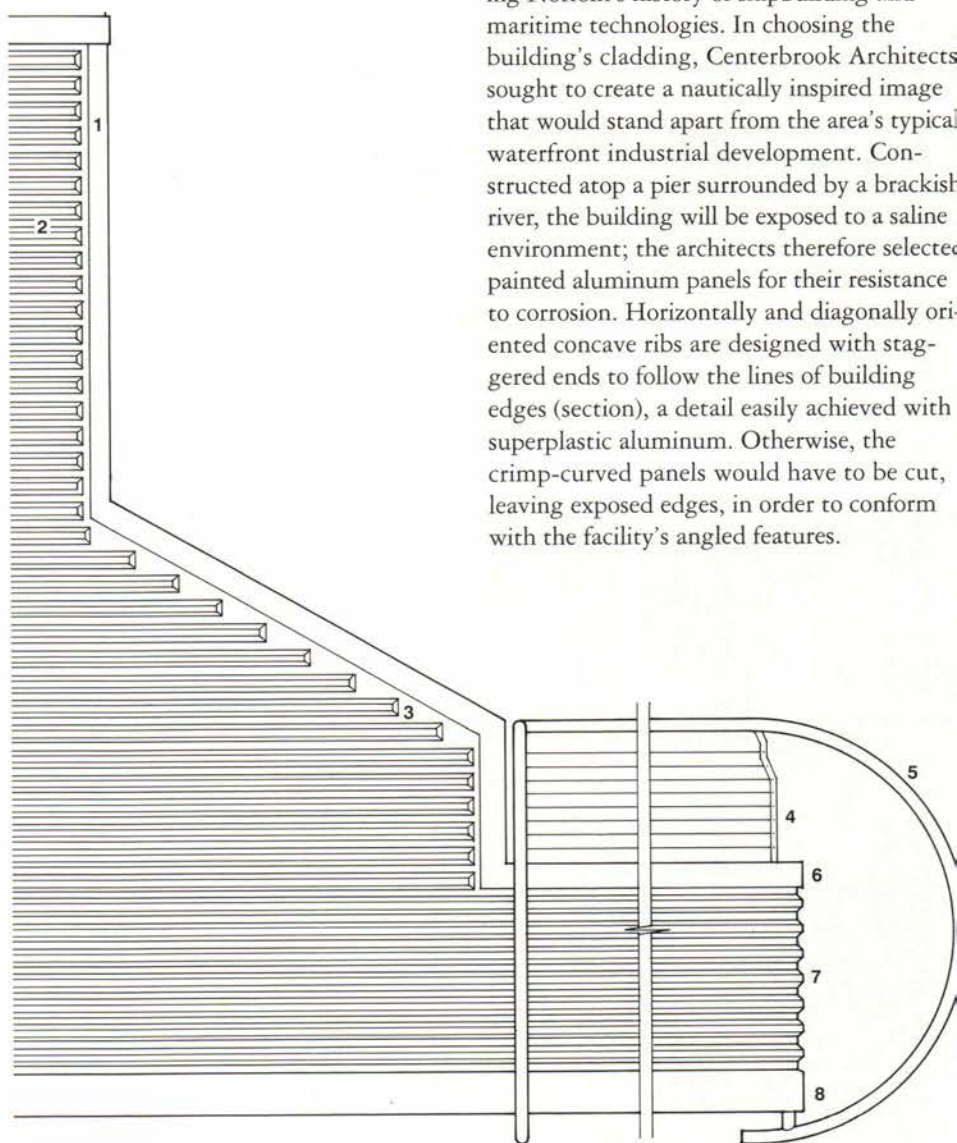 maritime technologies. In choosing the
building's cladding, Centerbrook Architects
sought to create a nautically inspired image
that would stand apart from the area's typical
waterfront industrial development. Con-
structed atop a pier surrounded by a brackish
river, the building will be exposed to a saline
environment; the architects therefore selected
painted aluminum panels for their resistance
to corrosion. Horizontally and diagonally ori-
ented concave ribs are designed with stag-
gered ends to follow the lines of building
edges (section), a detail easily achieved with
superplastic aluminum. Otherwise, the
crimp-curved panels would have to be cut,
leaving exposed edges, in order to conform
with the facility's angled features.
1
2
3
4
5
6
7
8